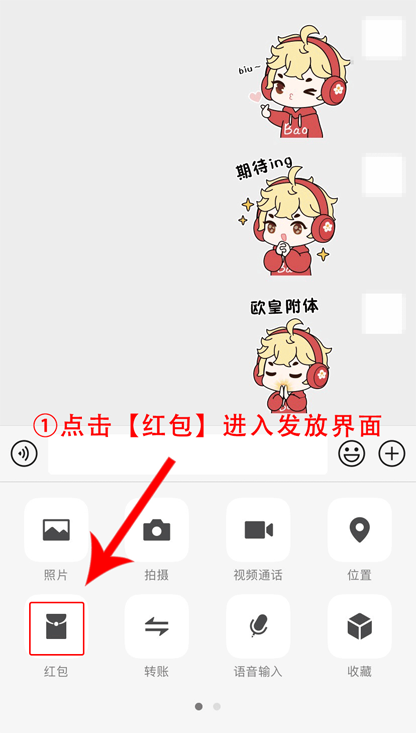 biu~
Bao
期待ing
欧皇附体
①点击【红包】进入发放界面
照片
拍摄
视频通话
位置
红包
转账
语音输入
收藏